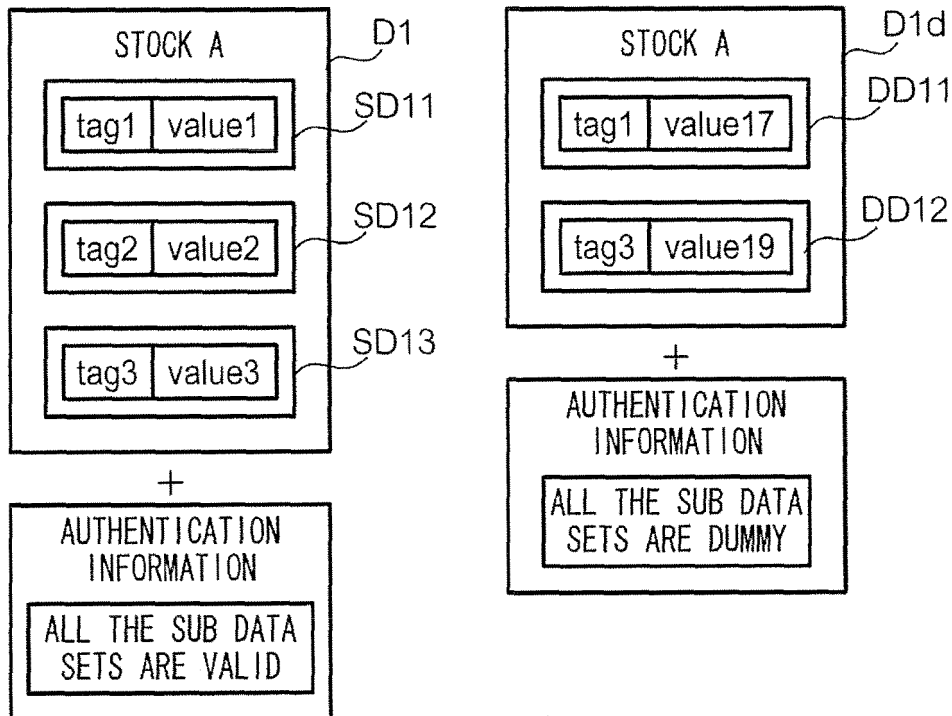 STOCK A
D1
tag1 value1
SD11
tag2 value2
SD12
tag3 value3
SD13
+
AUTHENTICATION
INFORMATION
ALL THE SUB DATA
SETS ARE VALID
STOCK A
D1d
tag1 value17
DD11
tag3 value19
DD12
+
AUTHENTICATION
INFORMATION
ALL THE SUB DATA
SETS ARE DUMMY